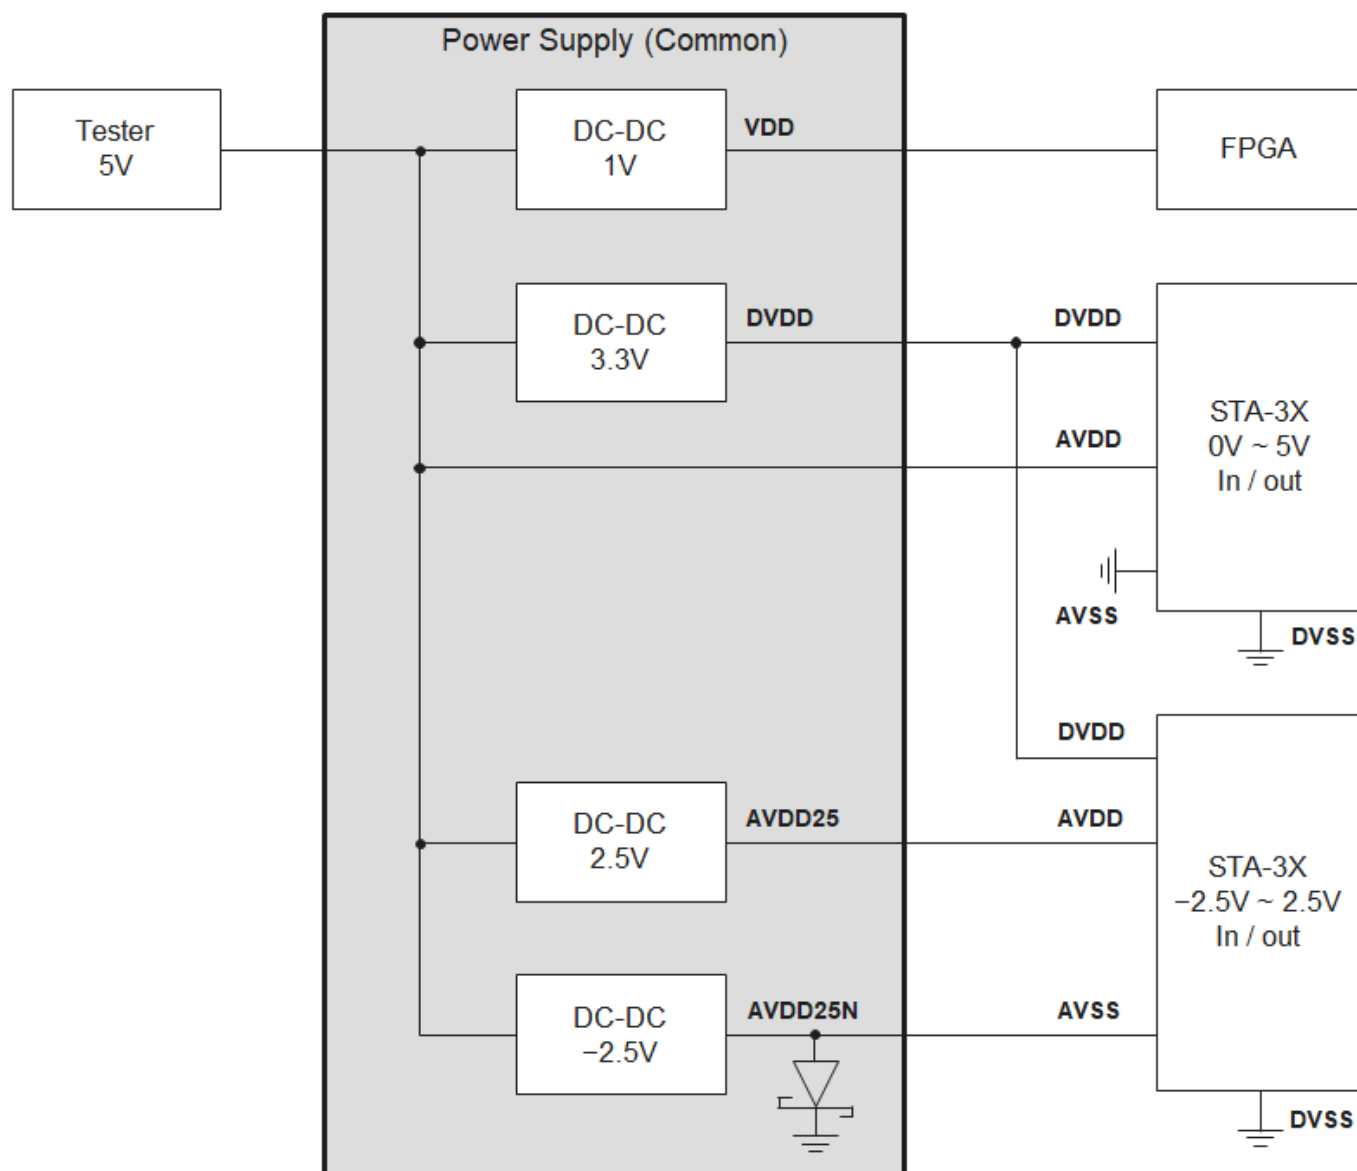 Power Supply (Common)
Tester
5V
DC-DC
1V
VDD
FPGA
DC-DC
3.3V
DVDD
DVDD
AVDD
STA-3X
0V ~ 5V
In / out
AVSS
DVSS
DVDD
DC-DC
2.5V
AVDD25
AVDD
STA-3X
−2.5V ~ 2.5V
In / out
DC-DC
−2.5V
AVDD25N
AVSS
DVSS